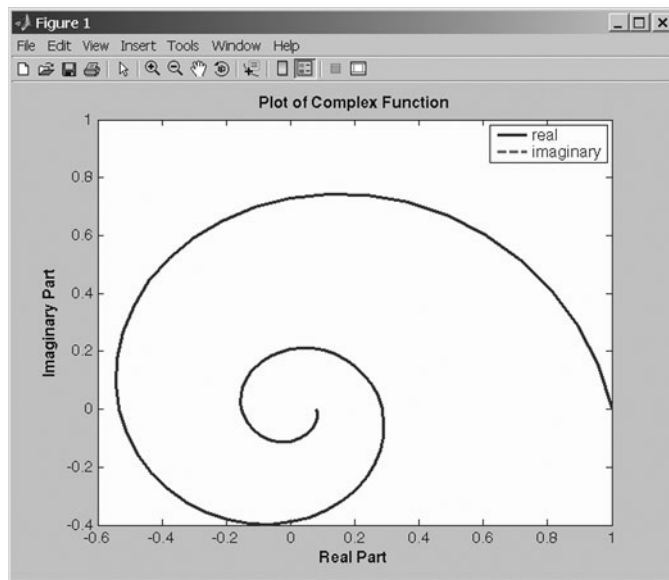 Figure 1
File Edit View Insert Tools Window Help
Plot of Complex Function
real
imaginary
1
0.8
0.6
0.4
0.2
0
-0.2
-0.4
Imaginary Part
-0.6 -0.4 -0.2 0 0.2 0.4 0.6 0.8 1
Real Part